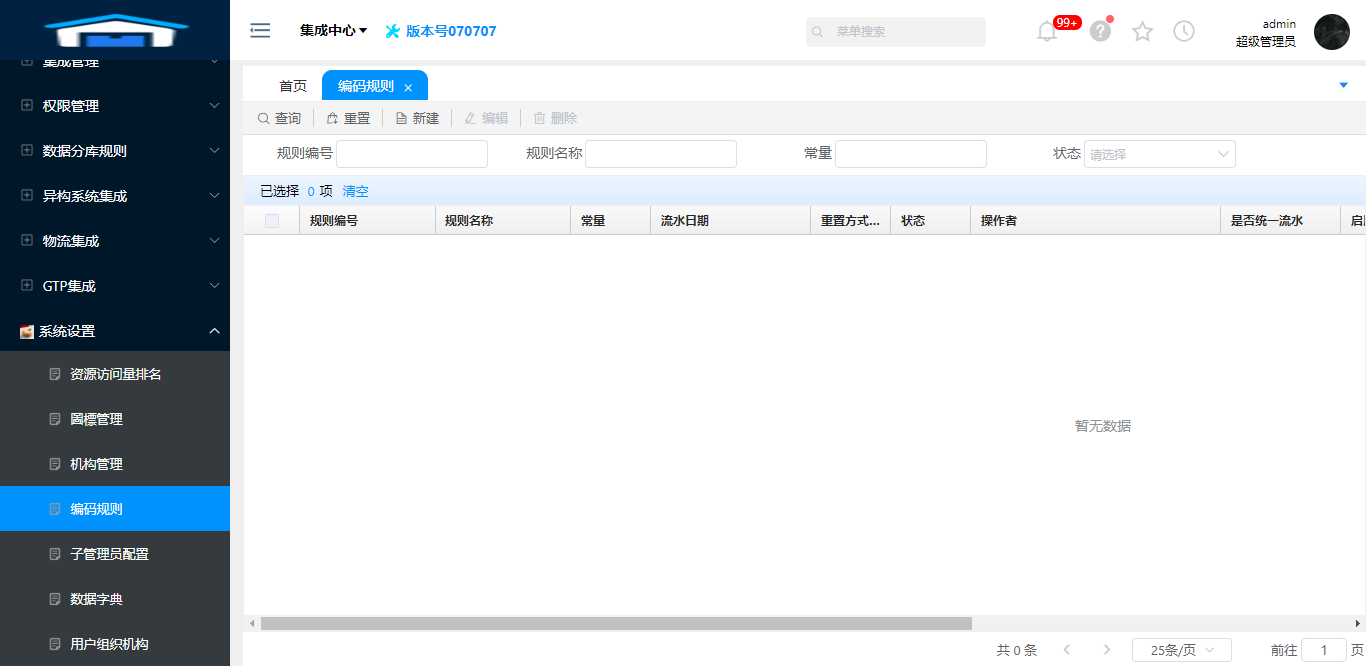 集成中心
版本号070707
菜单搜索
99+
?
admin
超级管理员
集成管理
权限管理
数据分库规则
异构系统集成
物流集成
GTP集成
系统设置
资源访问量排名
圖標管理
机构管理
编码规则
子管理员配置
数据字典
用户组织机构
首页 编码规则 ×
查询 重置 新建 编辑 删除
规则编号 规则名称 常量 状态 请选择
已选择 0 项 清空
规则编号 规则名称 常量 流水日期 重置方式... 状态 操作者 是否统一流水 启
暂无数据
共 0 条 25条/页 前往 1 页